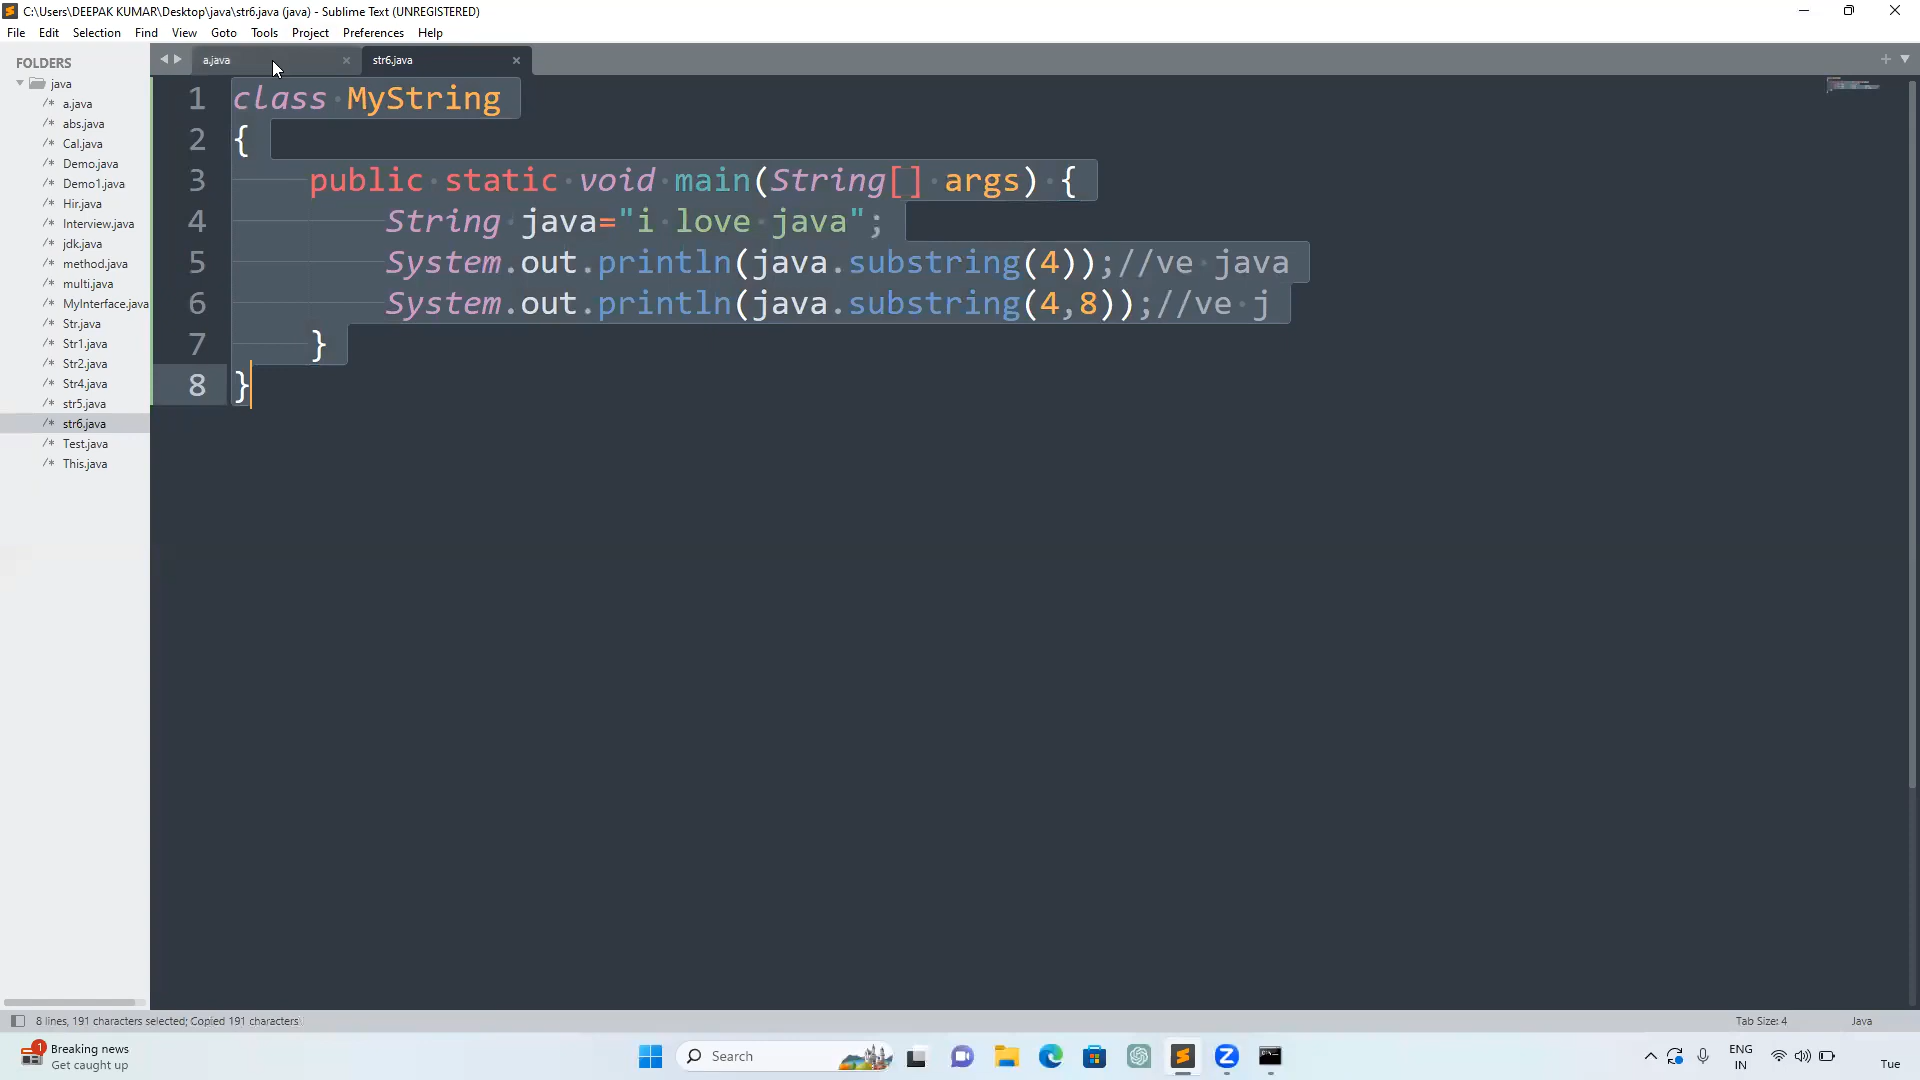 C:\Users\DEEPAK KUMAR\Desktop\java\str6.java (java) - Sublime Text (UNREGISTERED)
File Edit Selection Find View Goto Tools Project Preferences Help
FOLDERS
java
/* a.java
/* abs.java
/* Cal.java
/* Demo.java
/* Demo1.java
/* Hir.java
/* Interview.java
/* jdk.java
/* method.java
/* multi.java
/* MyInterface.java
/* Str.java
/* Str1.java
/* Str2.java
/* Str4.java
/* str5.java
/* str6.java
/* Test.java
/* This.java
a.java str6.java
1 class MyString
2 {
3 public static void main(String[] args) {
4 String java="i love java";
5 System.out.println(java.substring(4));//ve java
6 System.out.println(java.substring(4,8));//ve j
7 }
8 }
8 lines, 191 characters selected; Copied 191 characters
Tab Size: 4 Java
1
Breaking news
Get caught up
Search
ENG
IN
Tue